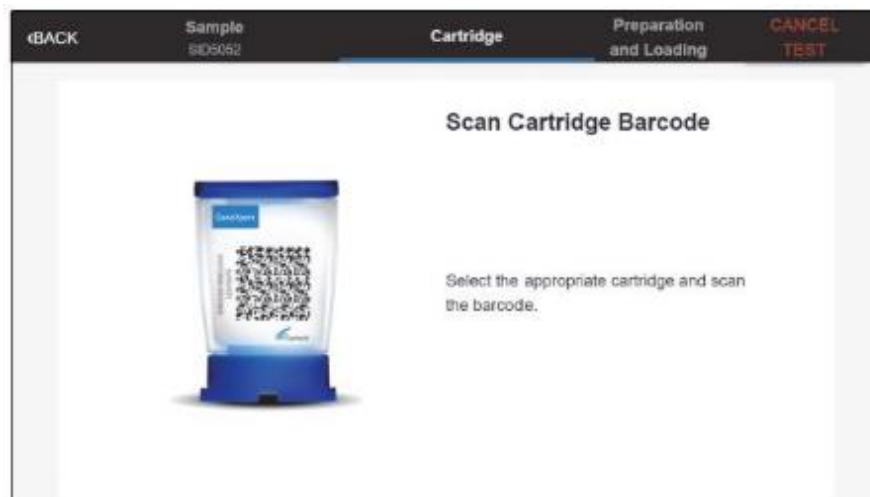 ‹BACK
Sample
SID5052
Cartridge
Preparation
and Loading
CANCEL
TEST
Scan Cartridge Barcode
GeneXpert
Select the appropriate cartridge and scan
the barcode.